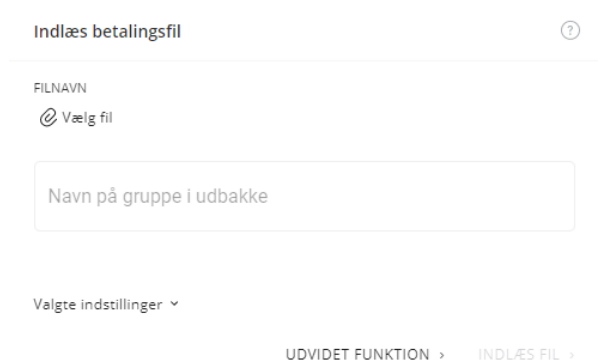 Indlæs betalingsfil
FILNAVN
Vælg fil
Navn på gruppe i udbakke
Valgte indstillinger
UDVIDET FUNKTION › INDLÆS FIL ›